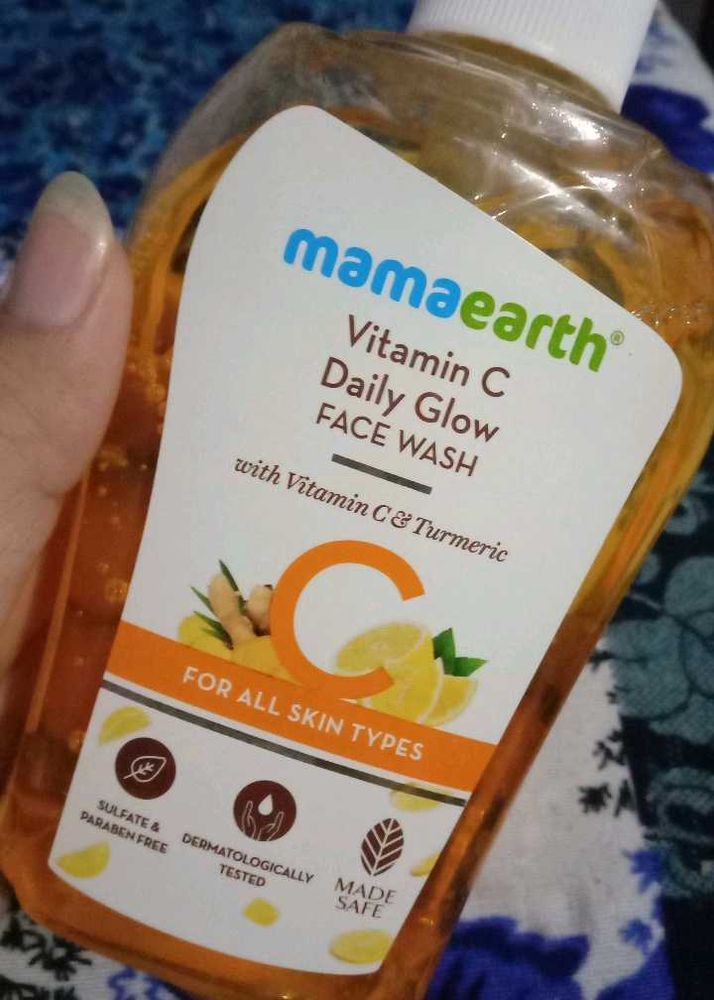 mamaearth®
Vitamin C
Daily Glow
FACE WASH
with Vitamin C & Turmeric
C
FOR ALL SKIN TYPES
SULFATE &
PARABEN FREE
DERMATOLOGICALLY
TESTED
MADE
SAFE